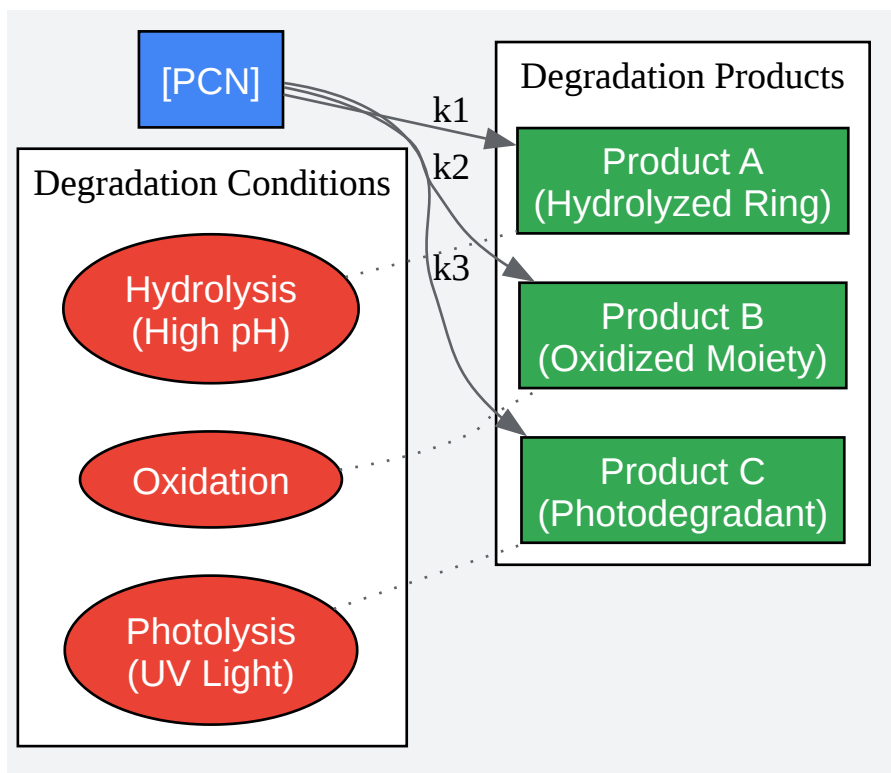 [PCN]
k1
k2
k3
Degradation Conditions
Hydrolysis
(High pH)
Oxidation
Photolysis
(UV Light)
Degradation Products
Product A
(Hydrolyzed Ring)
Product B
(Oxidized Moiety)
Product C
(Photodegradant)